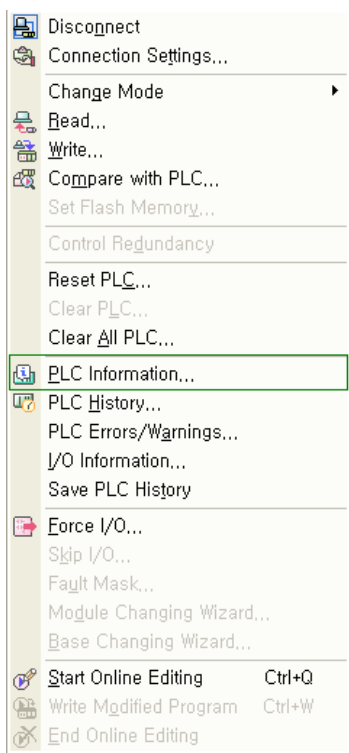 Disconnect
Connection Settings...
Change Mode
Read...
Write...
Compare with PLC...
Set Flash Memory...
Control Redundancy
Reset PLC...
Clear PLC...
Clear All PLC...
PLC Information...
PLC History...
PLC Errors/Warnings...
I/O Information...
Save PLC History
Force I/O...
Skip I/O...
Fault Mask...
Module Changing Wizard...
Base Changing Wizard...
Start Online Editing Ctrl+Q
Write Modified Program Ctrl+W
End Online Editing